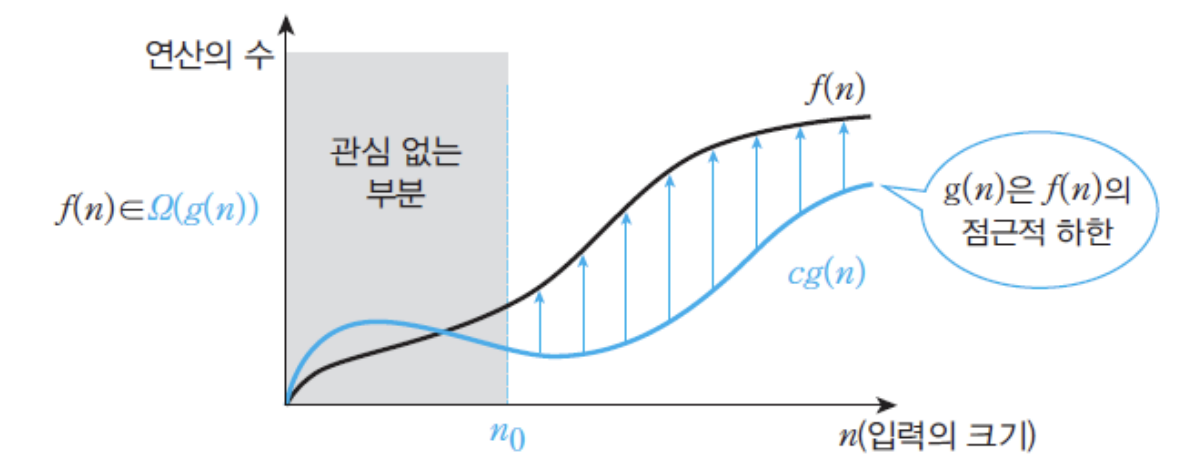 연산의 수
관심 없는
부분
f(n)∈Ω(g(n))
f(n)
g(n)은 f(n)의
점근적 하한
cg(n)
n0
n(입력의 크기)